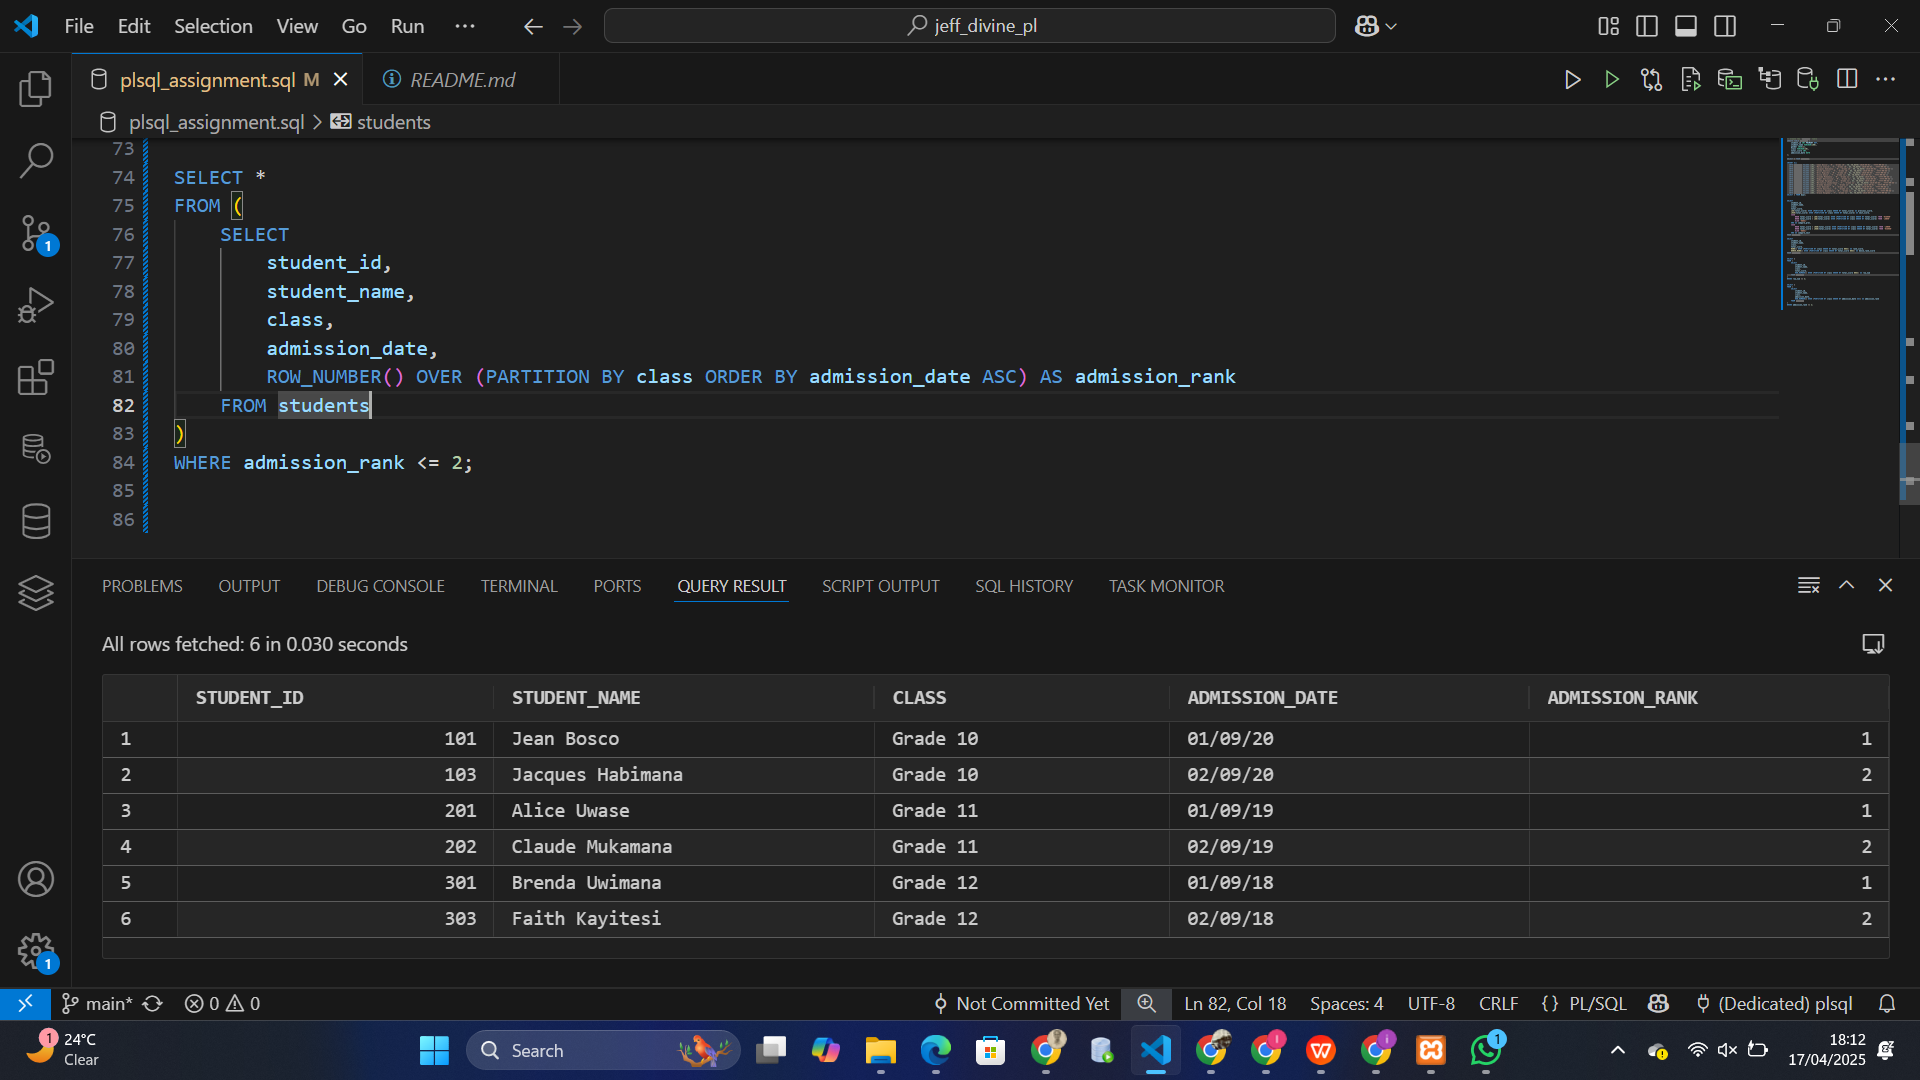 File Edit Selection View Go Run ··· jeff_divine_pl
plsql_assignment.sql M README.md
plsql_assignment.sql > students
73
74 SELECT *
75 FROM (
76 SELECT
77 student_id,
78 student_name,
79 class,
80 admission_date,
81 ROW_NUMBER() OVER (PARTITION BY class ORDER BY admission_date ASC) AS admission_rank
82 FROM students
83 )
84 WHERE admission_rank <= 2;
85
86
1
PROBLEMS OUTPUT DEBUG CONSOLE TERMINAL PORTS QUERY RESULT SCRIPT OUTPUT SQL HISTORY TASK MONITOR
All rows fetched: 6 in 0.030 seconds
STUDENT_ID STUDENT_NAME CLASS ADMISSION_DATE ADMISSION_RANK
1 101 Jean Bosco Grade 10 01/09/20 1
2 103 Jacques Habimana Grade 10 02/09/20 2
3 201 Alice Uwase Grade 11 01/09/19 1
4 202 Claude Mukamana Grade 11 02/09/19 2
5 301 Brenda Uwimana Grade 12 01/09/18 1
6 303 Faith Kayitesi Grade 12 02/09/18 2
1
main* 0 0 Not Committed Yet Ln 82, Col 18 Spaces: 4 UTF-8 CRLF {} PL/SQL (Dedicated) plsql
1 24°C
Clear
Search
1
18:12
17/04/2025